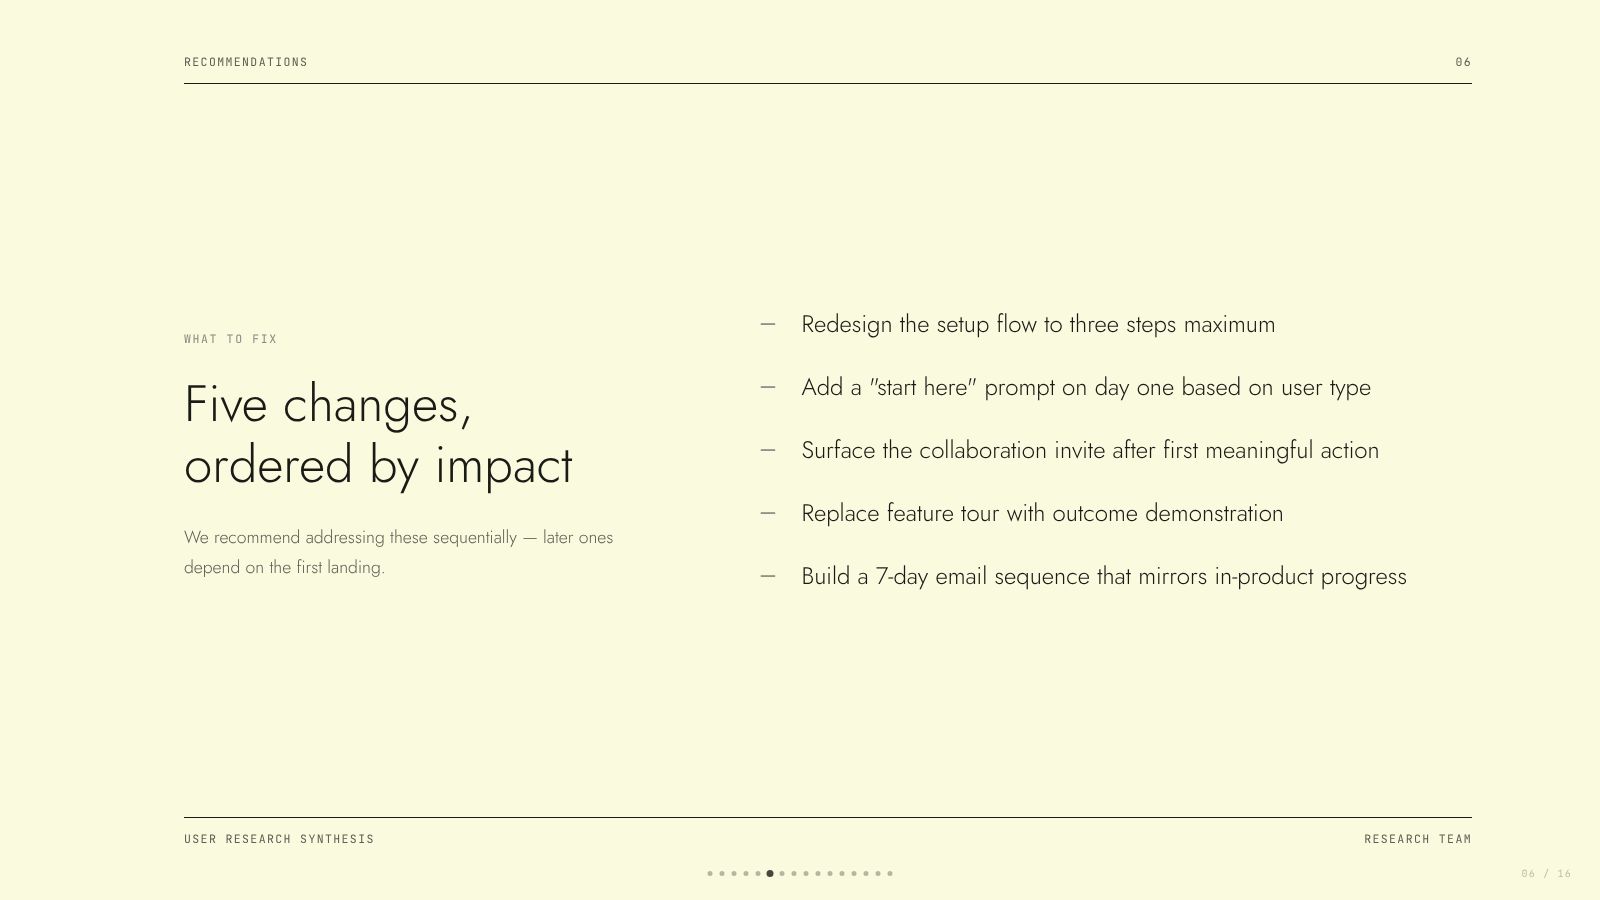 RECOMMENDATIONS
06
WHAT TO FIX
Five changes,
ordered by impact
We recommend addressing these sequentially — later ones
depend on the first landing.
— Redesign the setup flow to three steps maximum
— Add a "start here" prompt on day one based on user type
— Surface the collaboration invite after first meaningful action
— Replace feature tour with outcome demonstration
— Build a 7-day email sequence that mirrors in-product progress
USER RESEARCH SYNTHESIS
RESEARCH TEAM
06 / 16